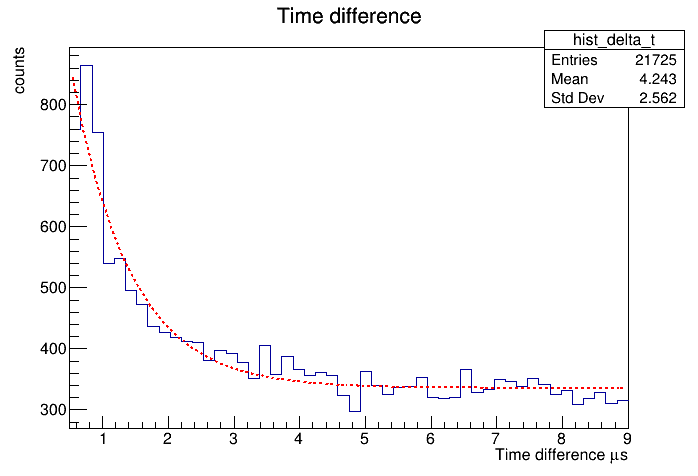 Time difference
hist_delta_t
Entries 21725
Mean 4.243
Std Dev 2.562
counts
800
700
600
500
400
300
1 2 3 4 5 6 7 8 9
Time difference μs